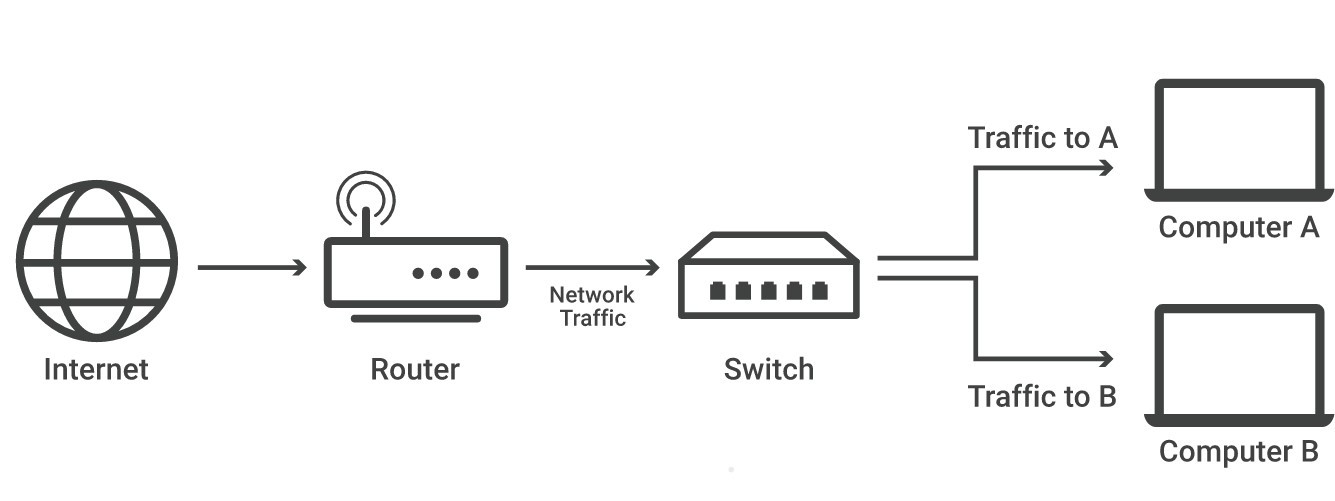 Internet
Router
Network
Traffic
Switch
Traffic to A
Computer A
Traffic to B
Computer B